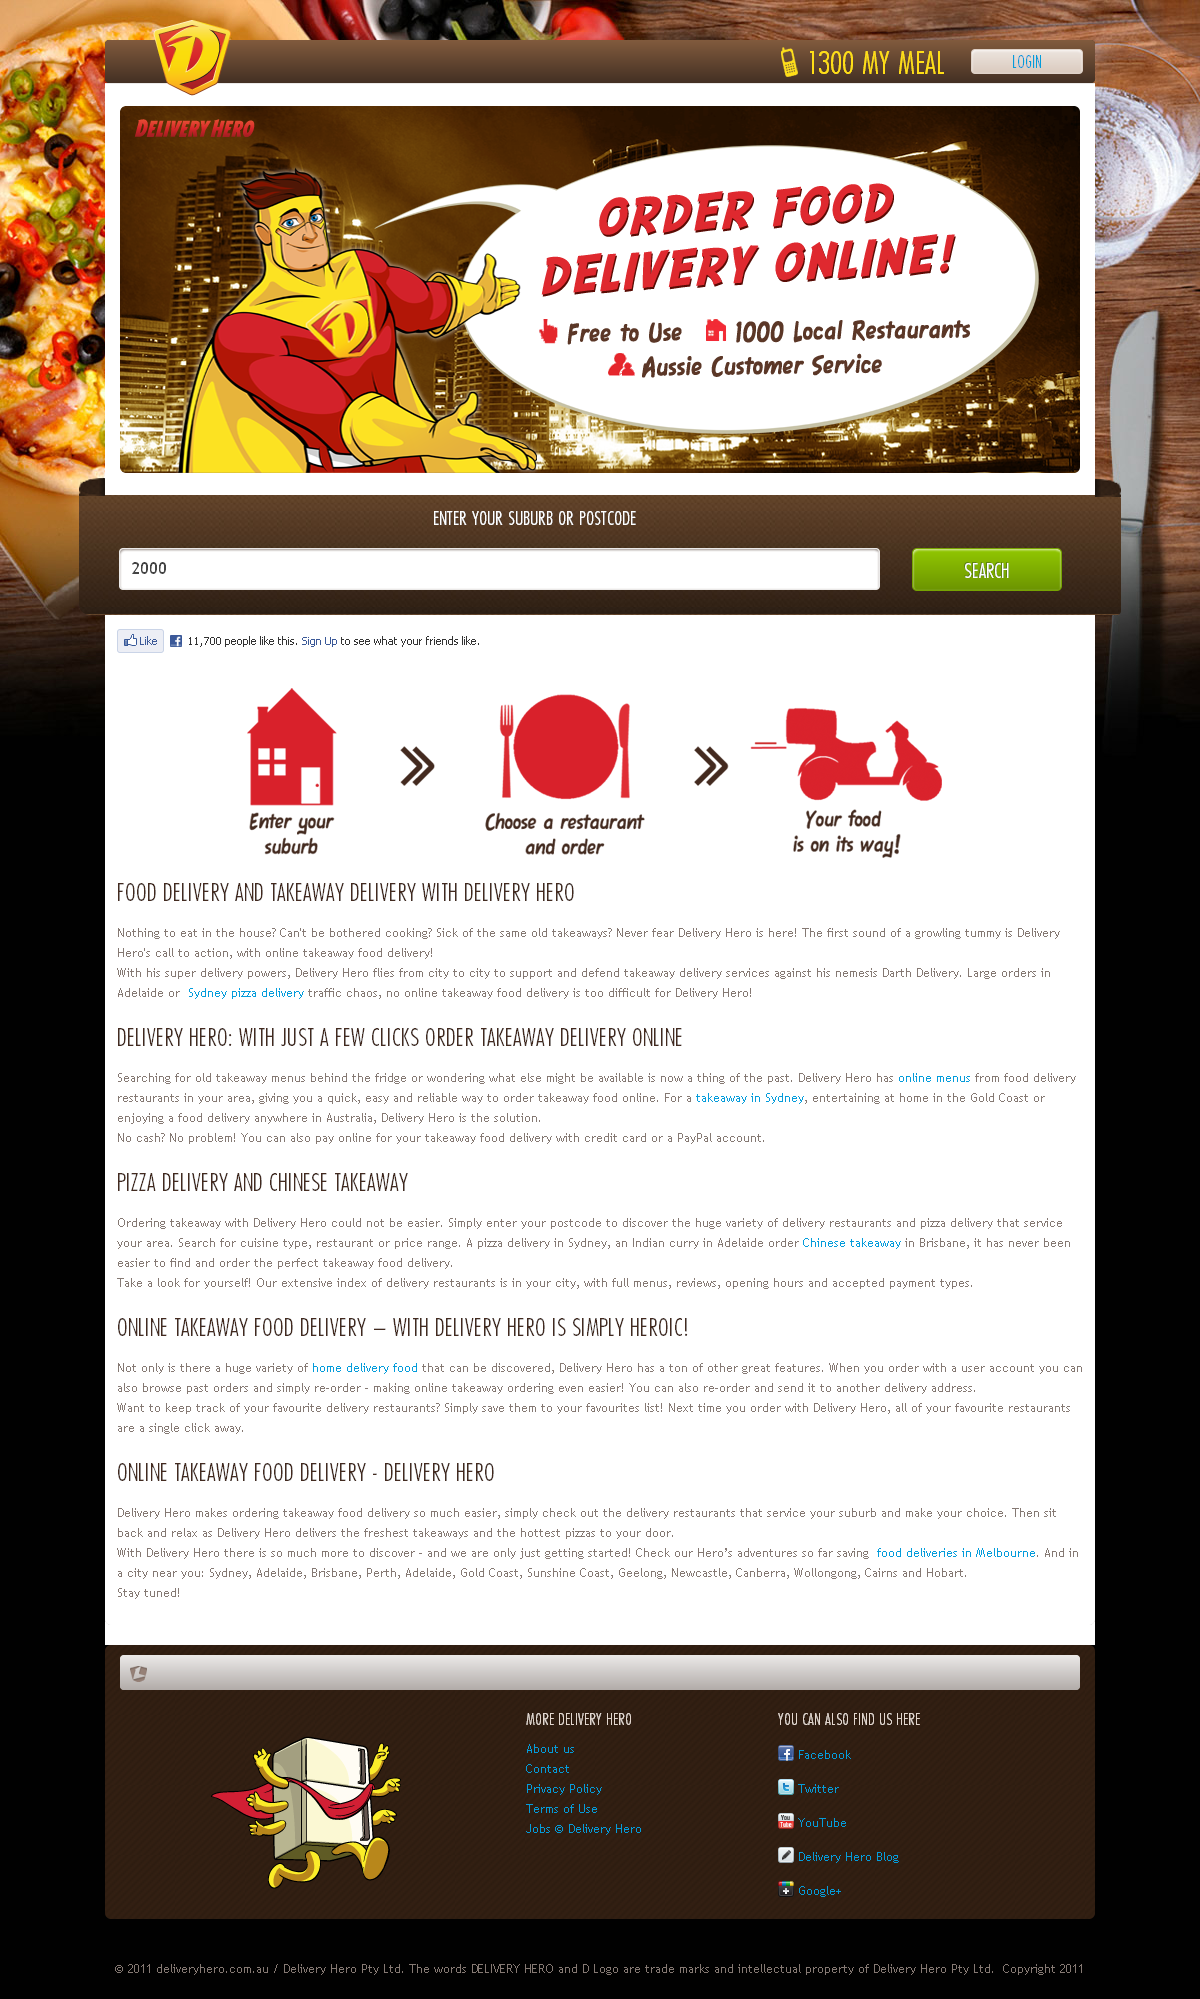 1300 MY MEAL
LOGIN
DELIVERY HERO
ORDER FOOD
DELIVERY ONLINE!
Free to Use
1000 Local Restaurants
Aussie Customer Service
ENTER YOUR SUBURB OR POSTCODE
2000
SEARCH
Like
11,700 people like this. Sign Up to see what your friends like.
Enter your
suburb
Choose a restaurant
and order
Your food
is on its way!
FOOD DELIVERY AND TAKEAWAY DELIVERY WITH DELIVERY HERO
Nothing to eat in the house? Can't be bothered cooking? Sick of the same old takeaways? Never fear Delivery Hero is here! The first sound of a growling tummy is Delivery
Hero's call to action, with online takeaway food delivery!
With his super delivery powers, Delivery Hero flies from city to city to support and defend takeaway delivery services against his nemesis Darth Delivery. Large orders in
Adelaide or Sydney pizza delivery traffic chaos, no online takeaway food delivery is too difficult for Delivery Hero!
DELIVERY HERO: WITH JUST A FEW CLICKS ORDER TAKEAWAY DELIVERY ONLINE
Searching for old takeaway menus behind the fridge or wondering what else might be available is now a thing of the past. Delivery Hero has online menus from food delivery
restaurants in your area, giving you a quick, easy and reliable way to order takeaway food online. For a takeaway in Sydney, entertaining at home in the Gold Coast or
enjoying a food delivery anywhere in Australia, Delivery Hero is the solution.
No cash? No problem! You can also pay online for your takeaway food delivery with credit card or a PayPal account.
PIZZA DELIVERY AND CHINESE TAKEAWAY
Ordering takeaway with Delivery Hero could not be easier. Simply enter your postcode to discover the huge variety of delivery restaurants and pizza delivery that service
your area. Search for cuisine type, restaurant or price range. A pizza delivery in Sydney, an Indian curry in Adelaide order Chinese takeaway in Brisbane, it has never been
easier to find and order the perfect takeaway food delivery.
Take a look for yourself! Our extensive index of delivery restaurants is in your city, with full menus, reviews, opening hours and accepted payment types.
ONLINE TAKEAWAY FOOD DELIVERY – WITH DELIVERY HERO IS SIMPLY HEROIC!
Not only is there a huge variety of home delivery food that can be discovered, Delivery Hero has a ton of other great features. When you order with a user account you can
also browse past orders and simply re-order - making online takeaway ordering even easier! You can also re-order and send it to another delivery address.
Want to keep track of your favourite delivery restaurants? Simply save them to your favourites list! Next time you order with Delivery Hero, all of your favourite restaurants
are a single click away.
ONLINE TAKEAWAY FOOD DELIVERY - DELIVERY HERO
Delivery Hero makes ordering takeaway food delivery so much easier, simply check out the delivery restaurants that service your suburb and make your choice. Then sit
back and relax as Delivery Hero delivers the freshest takeaways and the hottest pizzas to your door.
With Delivery Hero there is so much more to discover - and we are only just getting started! Check our Hero's adventures so far saving food deliveries in Melbourne. And in
a city near you: Sydney, Adelaide, Brisbane, Perth, Adelaide, Gold Coast, Sunshine Coast, Geelong, Newcastle, Canberra, Wollongong, Cairns and Hobart.
Stay tuned!
MORE DELIVERY HERO
About us
Contact
Privacy Policy
Terms of Use
Jobs @ Delivery Hero
YOU CAN ALSO FIND US HERE
Facebook
Twitter
YouTube
Delivery Hero Blog
Google+
© 2011 deliveryhero.com.au / Delivery Hero Pty Ltd. The words DELIVERY HERO and D Logo are trade marks and intellectual property of Delivery Hero Pty Ltd. Copyright 2011